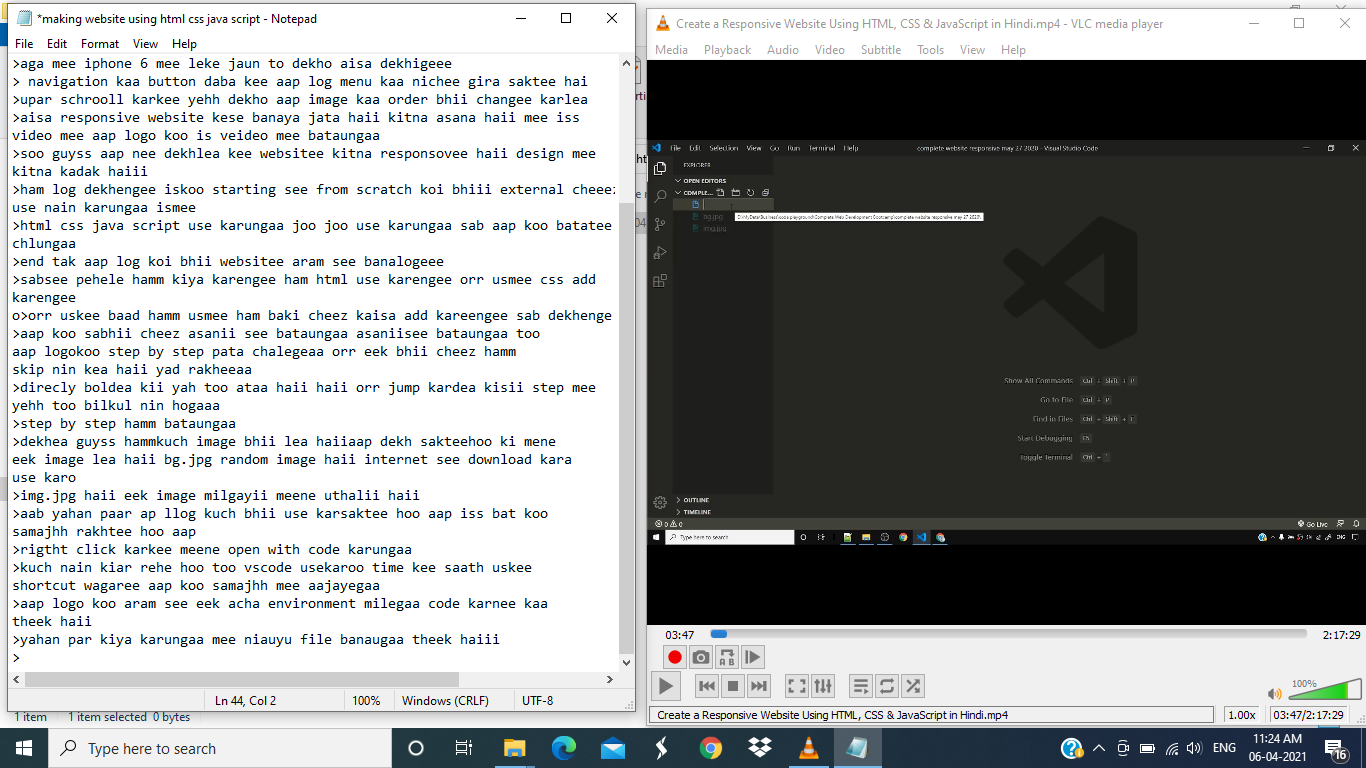 *making website using html css java script - Notepad
File Edit Format View Help
>aga mee iphone 6 mee leke jaun to dekho aisa dekhigeee
> navigation kaa button daba kee aap log menu kaa nichee gira saktee hai
>upar schrooll karkee yehh dekho aap image kaa order bhii changee karlea
>aisa responsive website kese banaya jata haii kitna asana haii mee iss
video mee aap logo koo is veideo mee bataungaa
>soo guyss aap nee dekhlea kee websitee kitna responsovee haii design mee
kitna kadak haiii
>ham log dekhengee iskoo starting see from scratch koi bhiii external cheeez
use nain karungaa ismee
>html css java script use karungaa joo joo use karungaa sab aap koo batatee
chlungaa
>end tak aap log koi bhii websitee aram see banalogeee
>sabsee pehele hamm kiya karengee ham html use karengee orr usmee css add
karengee
o>orr uskee baad hamm usmee ham baki cheez kaisa add kareengee sab dekhenge
>aap koo sabhii cheez asanii see bataungaa asaniisee bataungaa too
aap logokoo step by step pata chalegeaa orr eek bhii cheez hamm
skip nin kea haii yad rakheeaa
>direcly boldea kii yah too ataa haii haii orr jump kardea kisii step mee
yehh too bilkul nin hogaaa
>step by step hamm bataungaa
>dekhea guyss hammkuch image bhii lea haiiaap dekh sakteehoo ki mene
eek image lea haii bg.jpg random image haii internet see download kara
use karo
>img.jpg haii eek image milgayii meene uthalii haii
>aab yahan paar ap llog kuch bhii use karsaktee hoo aap iss bat koo
samajhh rakhtee hoo aap
>rigtht click karkee meene open with code karungaa
>kuch nain kiar rehe hoo too vscode usekaroo time kee saath uskee
shortcut wagaree aap koo samajhh mee aajayegaa
>aap logo koo aram see eek acha environment milegaa code karnee kaa
theek haii
>yahan par kiya karungaa mee niauyu file banaugaa theek haiii
>
Ln 44, Col 2 100% Windows (CRLF) UTF-8
1 item 1 item selected 0 bytes
Create a Responsive Website Using HTML, CSS & JavaScript in Hindi.mp4 - VLC media player
Media Playback Audio Video Subtitle Tools View Help
File Edit Selection View Go Run Terminal Help complete website responsive may 27 2020 - Visual Studio Code
EXPLORER
OPEN EDITORS
COMPLE...
bg.jpg
img.jpg
Show All Commands Ctrl + Shift + P
Go to File Ctrl + P
Find in Files Ctrl + Shift + F
Start Debugging F5
Toggle Terminal Ctrl + `
OUTLINE
TIMELINE
0 0 Go Live
Type here to search
03:47 2:17:29
100%
Create a Responsive Website Using HTML, CSS & JavaScript in Hindi.mp4 1.00x 03:47/2:17:29
Type here to search
ENG 11:24 AM
06-04-2021
16